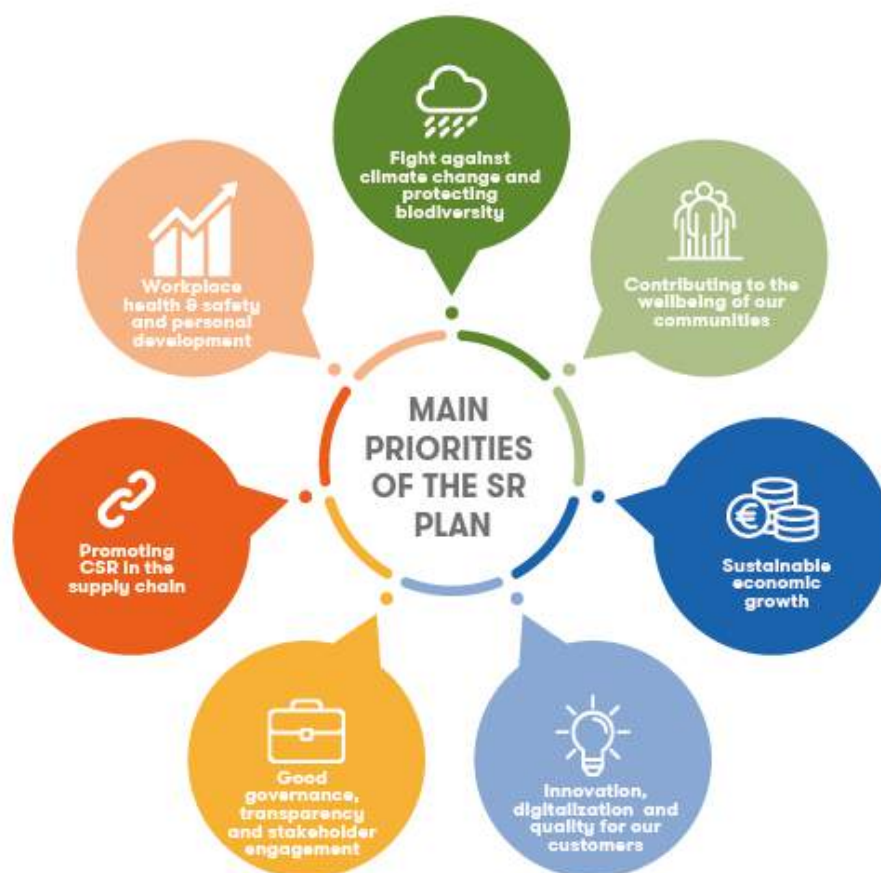 Fight against
climate change and
protecting
biodiversity
Contributing to the
wellbeing of our
communities
Sustainable
economic
growth
Innovation,
digitalization and
quality for our
customers
Good
governance,
transparency
and stakeholder
engagement
Promoting
CSR in the
supply chain
Workplace
health & safety
and personal
development
MAIN
PRIORITIES
OF THE SR
PLAN
€